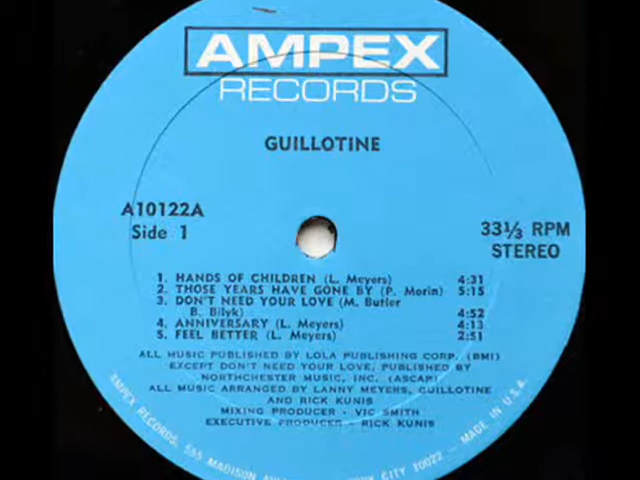 AMPEX
RECORDS
GUILLOTINE
A10122A
Side 1
33⅓ RPM
STEREO
1. HANDS OF CHILDREN (L. Meyers) 4:31
2. THOSE YEARS HAVE GONE BY (P. Morin) 5:15
3. DON'T NEED YOUR LOVE (M. Butler
B. Bilyk) 4:52
4. ANNIVERSARY (L. Meyers) 4:13
5. FEEL BETTER (L. Meyers) 2:51
ALL MUSIC PUBLISHED BY LOLA PUBLISHING CORP. (BMI)
EXCEPT DON'T NEED YOUR LOVE, PUBLISHED BY
NORTHCHESTER MUSIC, INC. (ASCAP)
ALL MUSIC ARRANGED BY LANNY MEYERS, GUILLOTINE
AND RICK KUNIS
MIXING PRODUCER · VIC SMITH
EXECUTIVE PRODUCER · RICK KUNIS
AMPEX RECORDS, 555 MADISON CITY 10022 — MADE IN U.S.A.